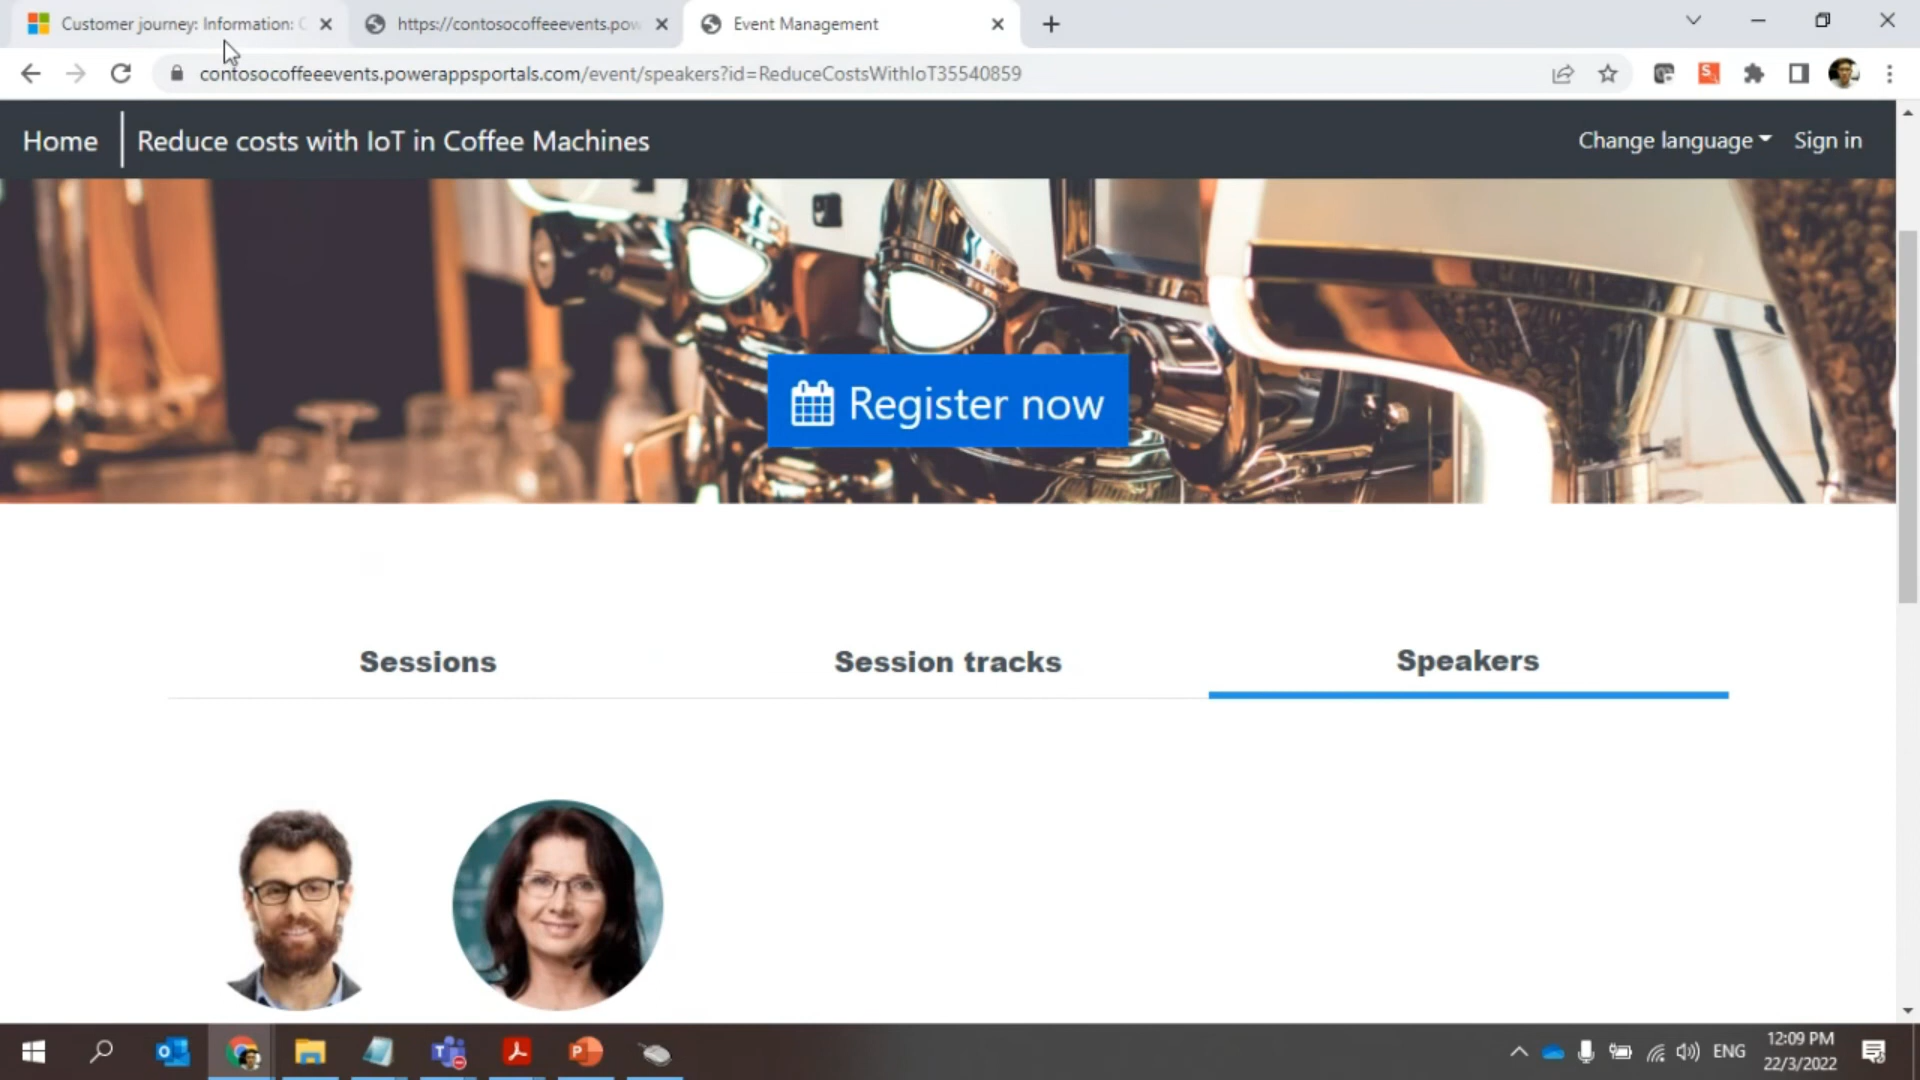 Customer journey: Information: C
https://contosocoffeeevents.pow
Event Management
contosocoffeeevents.powerappsportals.com/event/speakers?id=ReduceCostsWithIoT35540859
Home
Reduce costs with IoT in Coffee Machines
Change language
Sign in
Register now
Sessions
Session tracks
Speakers
ENG
12:09 PM
22/3/2022